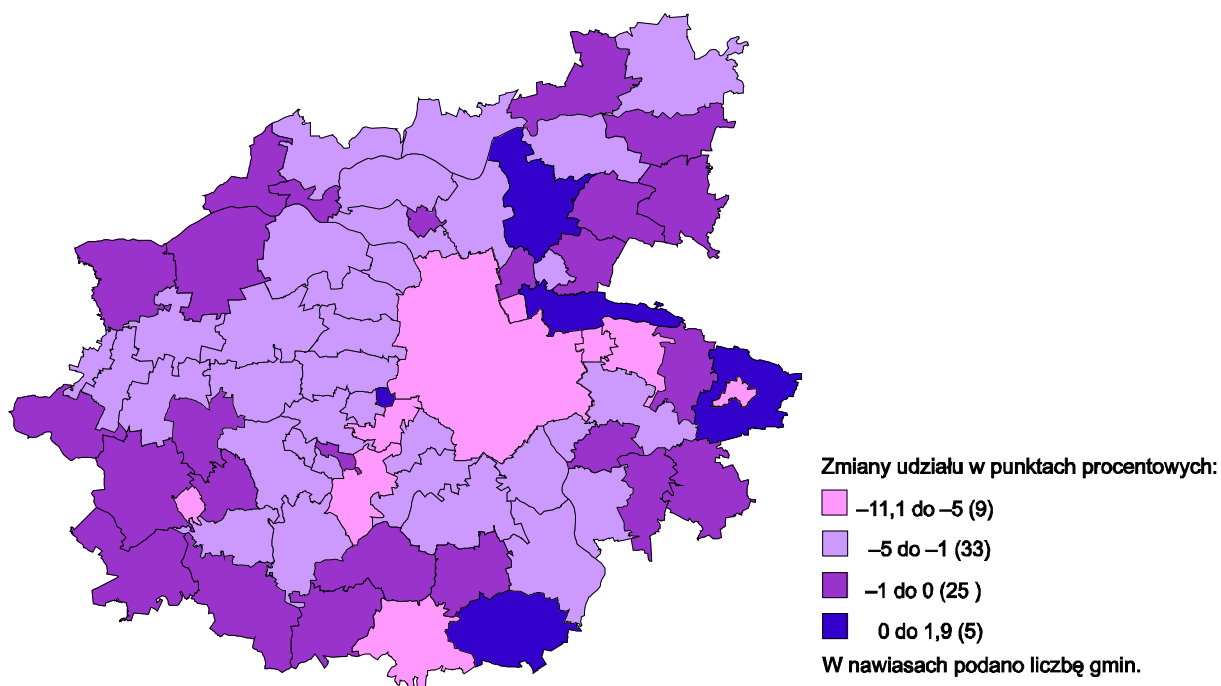 Zmiany udziału w punktach procentowych:
–11,1 do –5 (9)
–5 do –1 (33)
–1 do 0 (25 )
0 do 1,9 (5)
W nawiasach podano liczbę gmin.